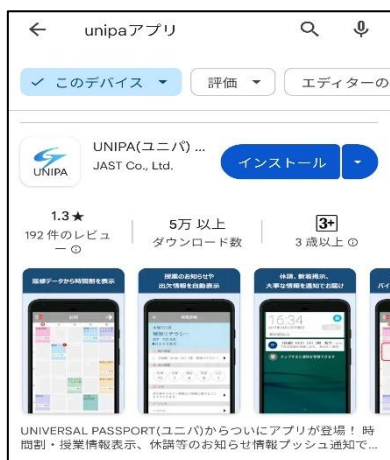 unipaアプリ
このデバイス
評価
エディターの
UNIPA(ユニパ) ...
JAST Co., Ltd.
UNIPA
インストール
1.3★
192 件のレビュ
ー
5万 以上
ダウンロード数
3+
3 歳以上
履修データから時間割を表示
授業のお知らせや
出欠情報を自動表示
休講、新着掲示、
大事な情報を通知でお届け
16:34
バイ
UNIVERSAL PASSPORT(ユニパ)からついにアプリが登場！ 時
間割・授業情報表示、休講等のお知らせ情報プッシュ通知で...